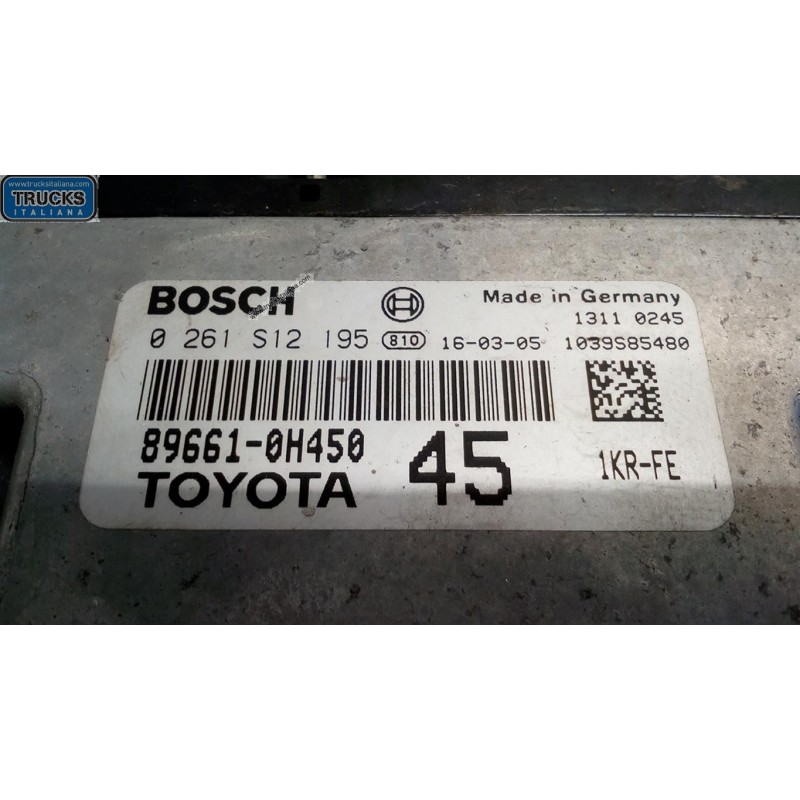 www.trucksitaliana.com
TRUCKS
ITALIANA
BOSCH
Made in Germany
1311 0245
0 261 S12 195 810 16-03-05 1039S85480
89661-0H450 45 1KR-FE
TOYOTA